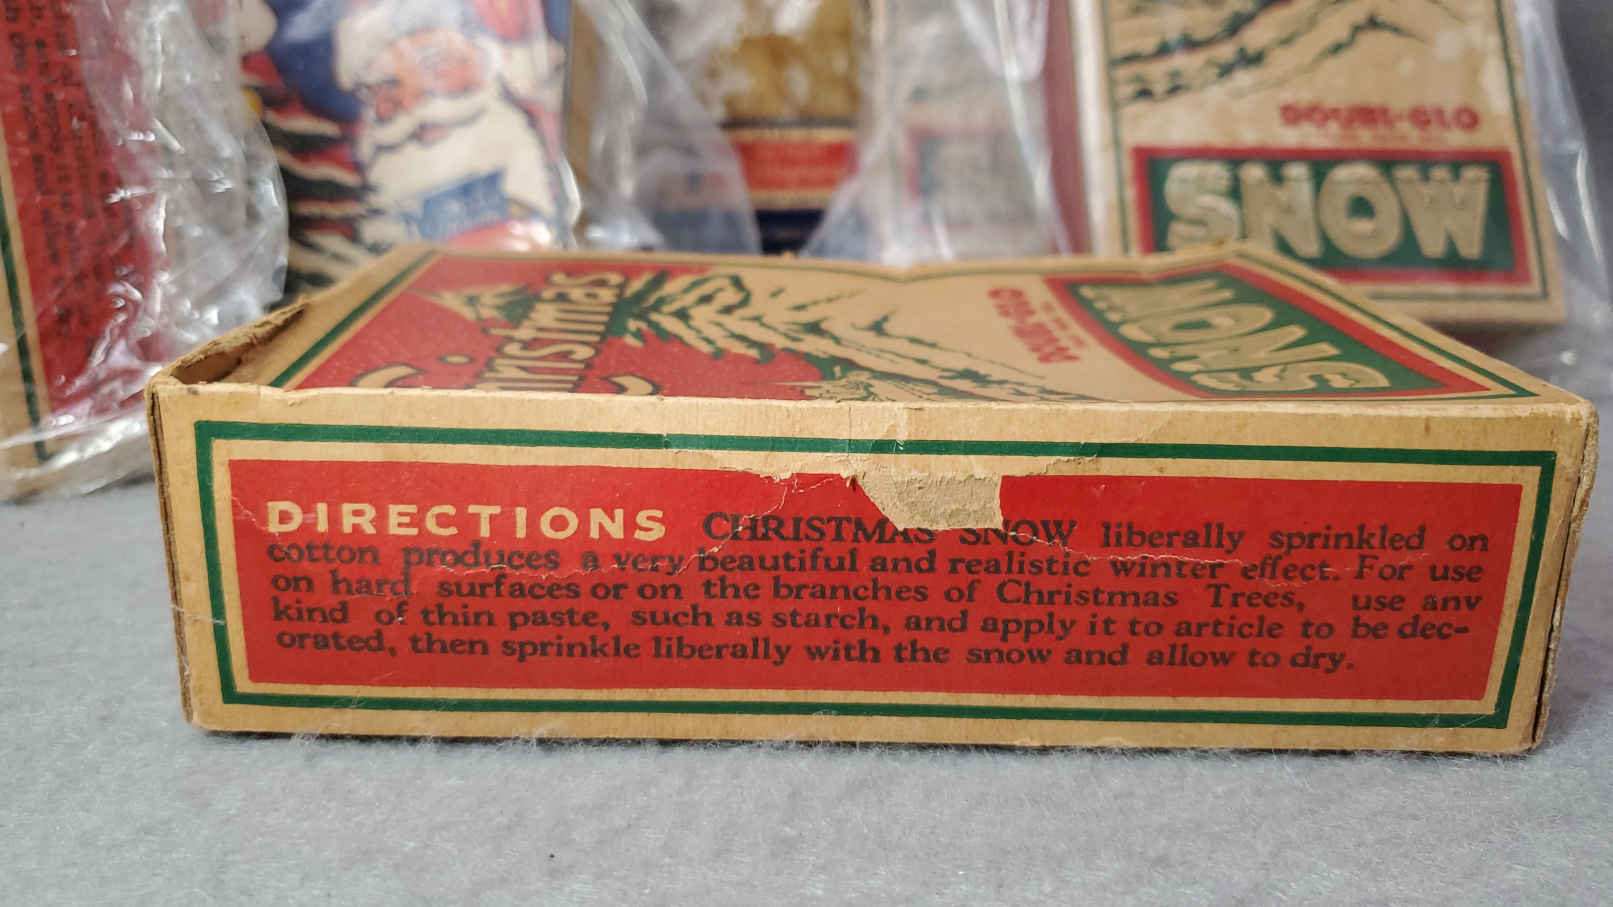 DOUBL-GLO
SNOW
Christmas
SNOW
DIRECTIONS CHRISTMAS SNOW liberally sprinkled on
cotton produces a very beautiful and realistic winter effect. For use
on hard surfaces or on the branches of Christmas Trees, use any
kind of thin paste, such as starch, and apply it to article to be dec-
orated, then sprinkle liberally with the snow and allow to dry.